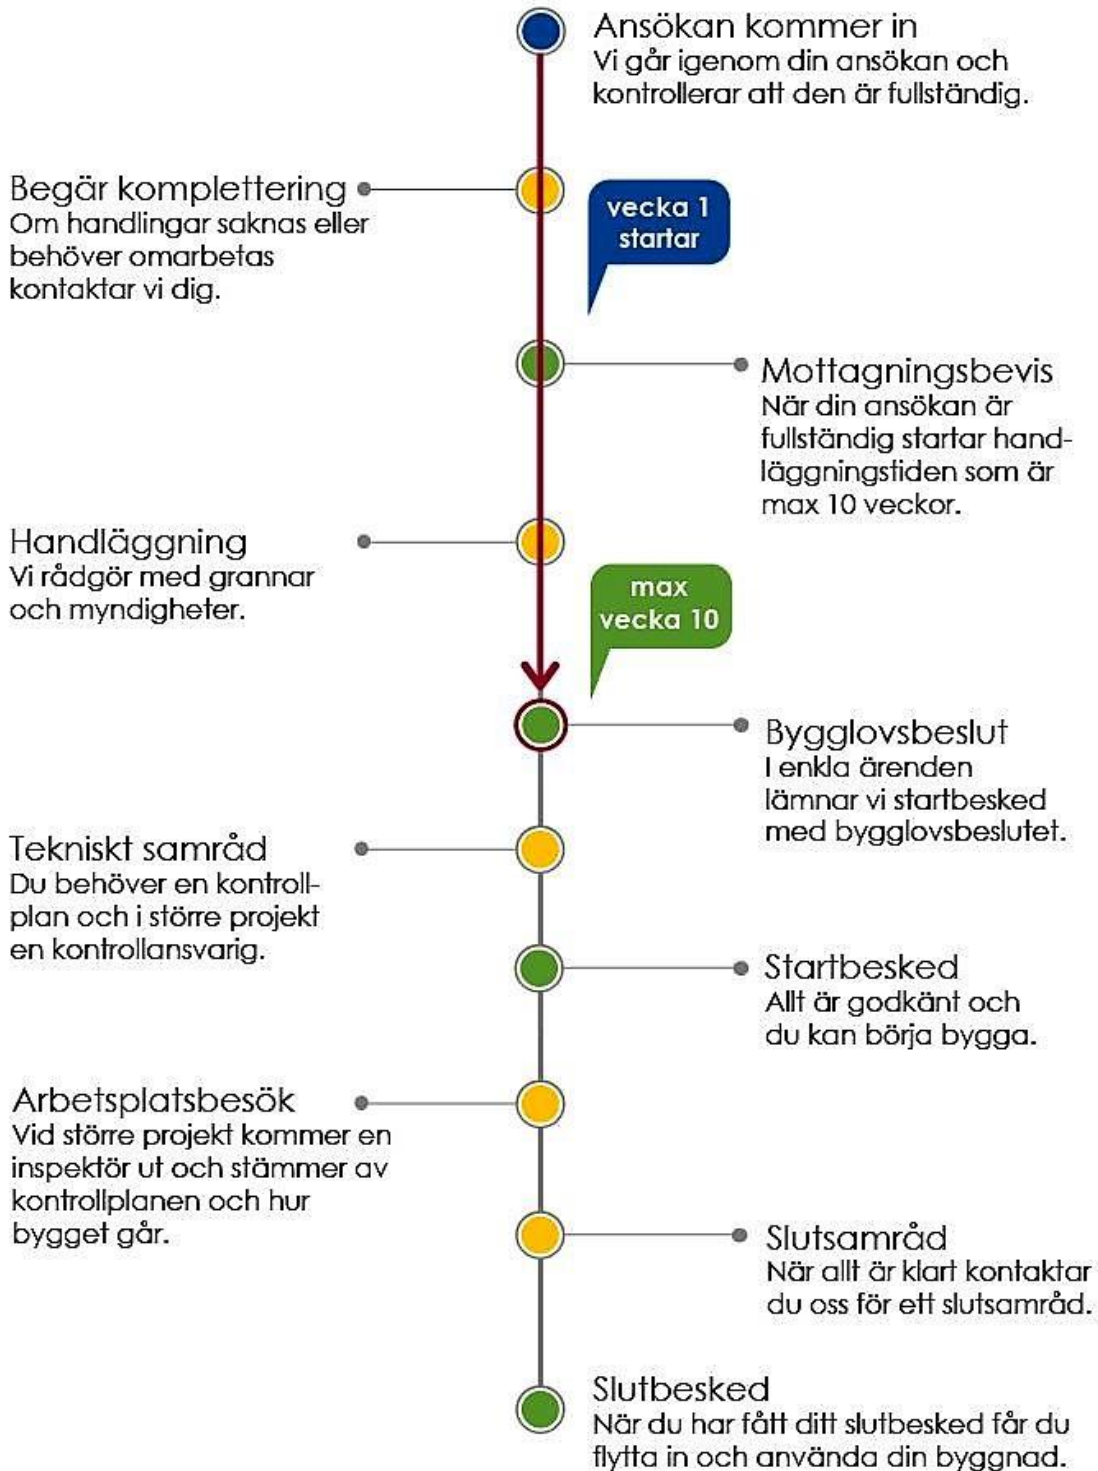 Ansökan kommer in
Vi går igenom din ansökan och
kontrollerar att den är fullständig.
Begär komplettering
Om handlingar saknas eller
behöver omarbetas
kontaktar vi dig.
vecka 1
startar
Mottagningsbevis
När din ansökan är
fullständig startar hand-
läggningstiden som är
max 10 veckor.
Handläggning
Vi rådgör med grannar
och myndigheter.
max
vecka 10
Bygglovsbeslut
I enkla ärenden
lämnar vi startbesked
med bygglovsbeslutet.
Tekniskt samråd
Du behöver en kontroll-
plan och i större projekt
en kontrollansvarig.
Startbesked
Allt är godkänt och
du kan börja bygga.
Arbetsplatsbesök
Vid större projekt kommer en
inspektör ut och stämmer av
kontrollplanen och hur
bygget går.
Slutsamråd
När allt är klart kontaktar
du oss för ett slutsamråd.
Slutbesked
När du har fått ditt slutbesked får du
flytta in och använda din byggnad.